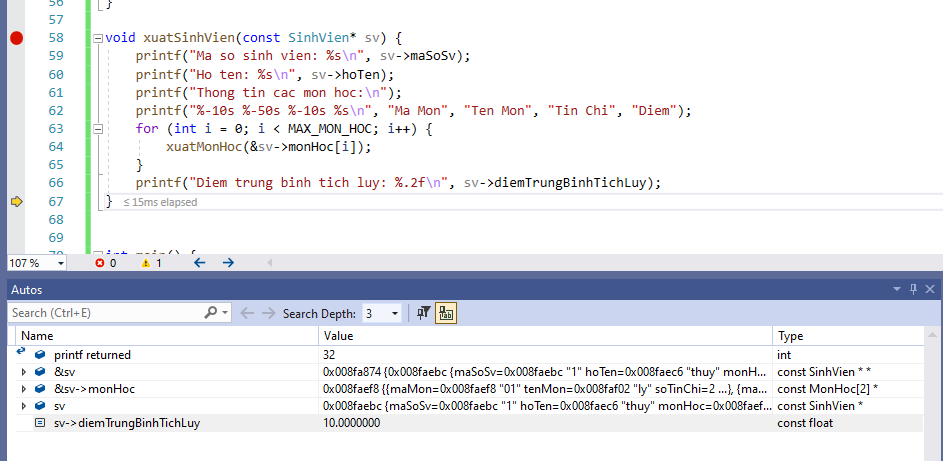 56 }
57
58 void xuatSinhVien(const SinhVien* sv) {
59 printf("Ma so sinh vien: %s\n", sv->maSoSv);
60 printf("Ho ten: %s\n", sv->hoTen);
61 printf("Thong tin cac mon hoc:\n");
62 printf("%-10s %-50s %-10s %s\n", "Ma Mon", "Ten Mon", "Tin Chi", "Diem");
63 for (int i = 0; i < MAX_MON_HOC; i++) {
64 xuatMonHoc(&sv->monHoc[i]);
65 }
66 printf("Diem trung binh tich luy: %.2f\n", sv->diemTrungBinhTichLuy);
67 } ≤ 15ms elapsed
68
69
70 int main() {
107 % 0 1
Autos
Search (Ctrl+E) Search Depth: 3
Name Value Type
printf returned 32 int
&sv 0x008fa874 {0x008faebc {maSoSv=0x008faebc "1" hoTen=0x008faec6 "thuy" monH... const SinhVien * *
&sv->monHoc 0x008faef8 {{maMon=0x008faef8 "01" tenMon=0x008faf02 "ly" soTinChi=2 ...}, {ma... const MonHoc[2] *
sv 0x008faebc {maSoSv=0x008faebc "1" hoTen=0x008faec6 "thuy" monHoc=0x008faef... const SinhVien *
sv->diemTrungBinhTichLuy 10.0000000 const float